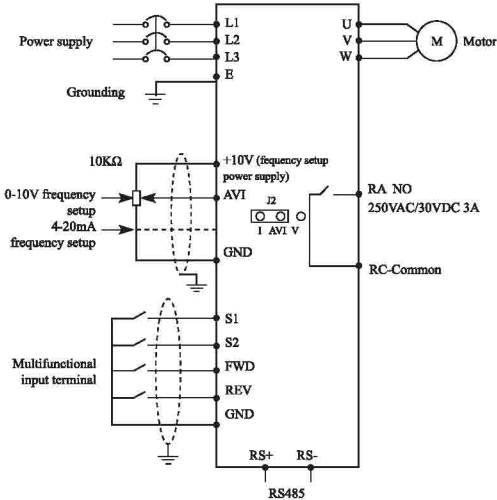 Power supply
L1
L2
L3
E
Grounding
U
V
W
M
Motor
10KΩ
+10V (fequency setup
power supply)
0-10V frequency
setup
AVI
4-20mA
frequency setup
GND
J2
I AVI V
RA NO
250VAC/30VDC 3A
RC-Common
Multifunctional
input terminal
S1
S2
FWD
REV
GND
RS+ RS-
RS485